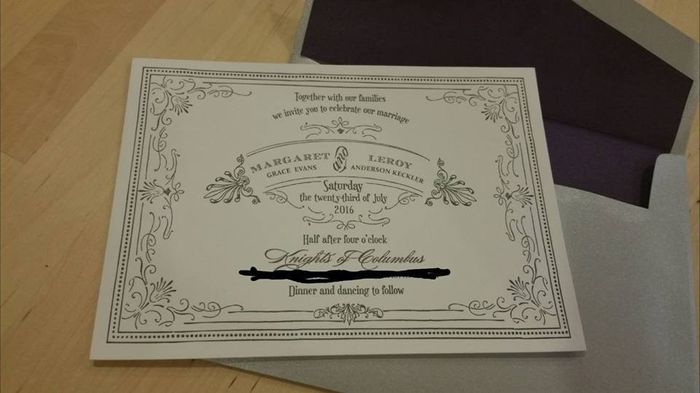 Together with our families
we invite you to celebrate our marriage
MARGARET AND LEROY
GRACE EVANS ANDERSON KECKLER
Saturday
the twenty-third of july
2016
Half after four o'clock
Knights of Columbus
Dinner and dancing to follow